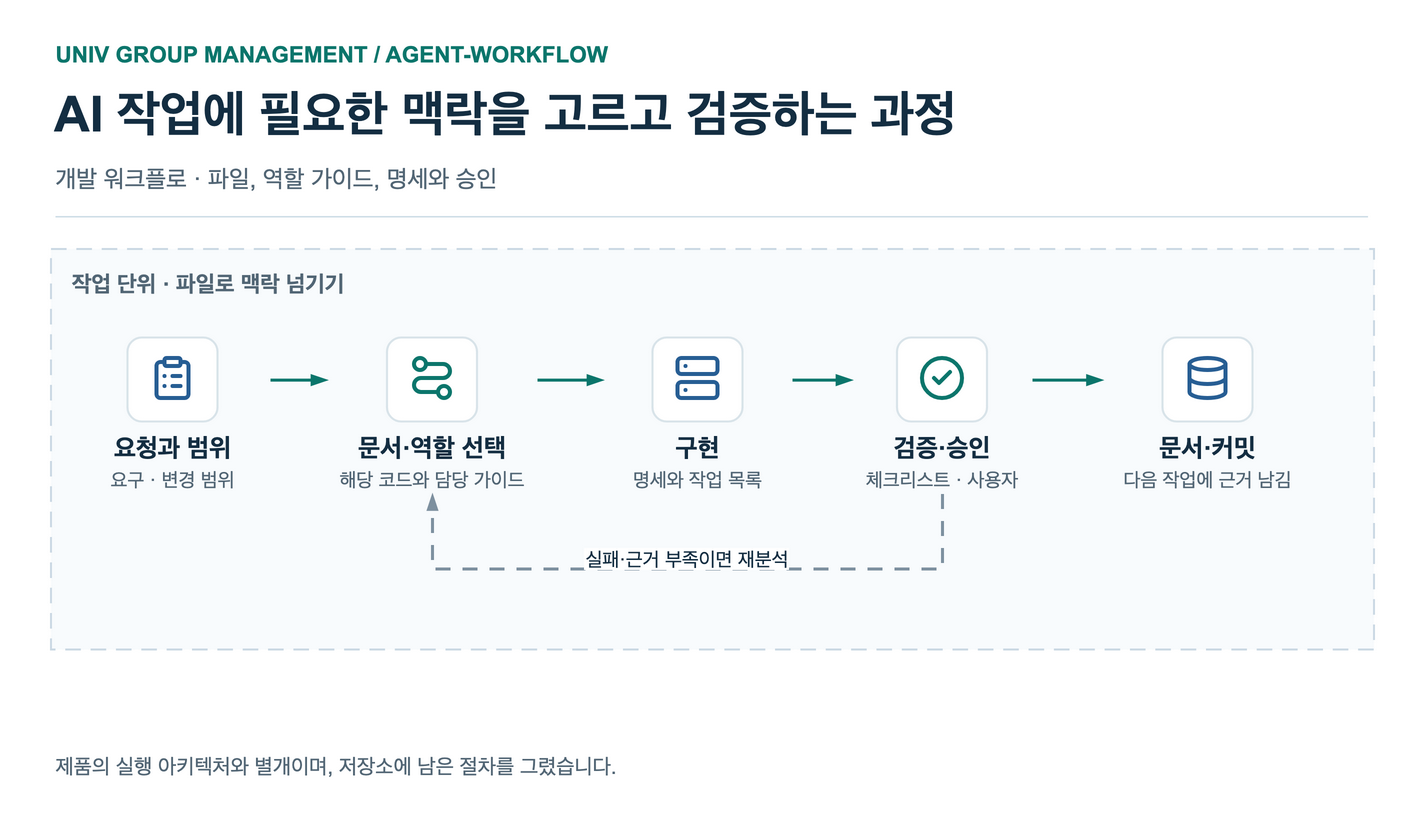 UNIV GROUP MANAGEMENT / AGENT-WORKFLOW
AI 작업에 필요한 맥락을 고르고 검증하는 과정
개발 워크플로 · 파일, 역할 가이드, 명세와 승인
작업 단위 · 파일로 맥락 넘기기
요청과 범위
요구 · 변경 범위
문서·역할 선택
해당 코드와 담당 가이드
구현
명세와 작업 목록
검증·승인
체크리스트 · 사용자
문서·커밋
다음 작업에 근거 남김
실패·근거 부족이면 재분석
제품의 실행 아키텍처와 별개이며, 저장소에 남은 절차를 그렸습니다.